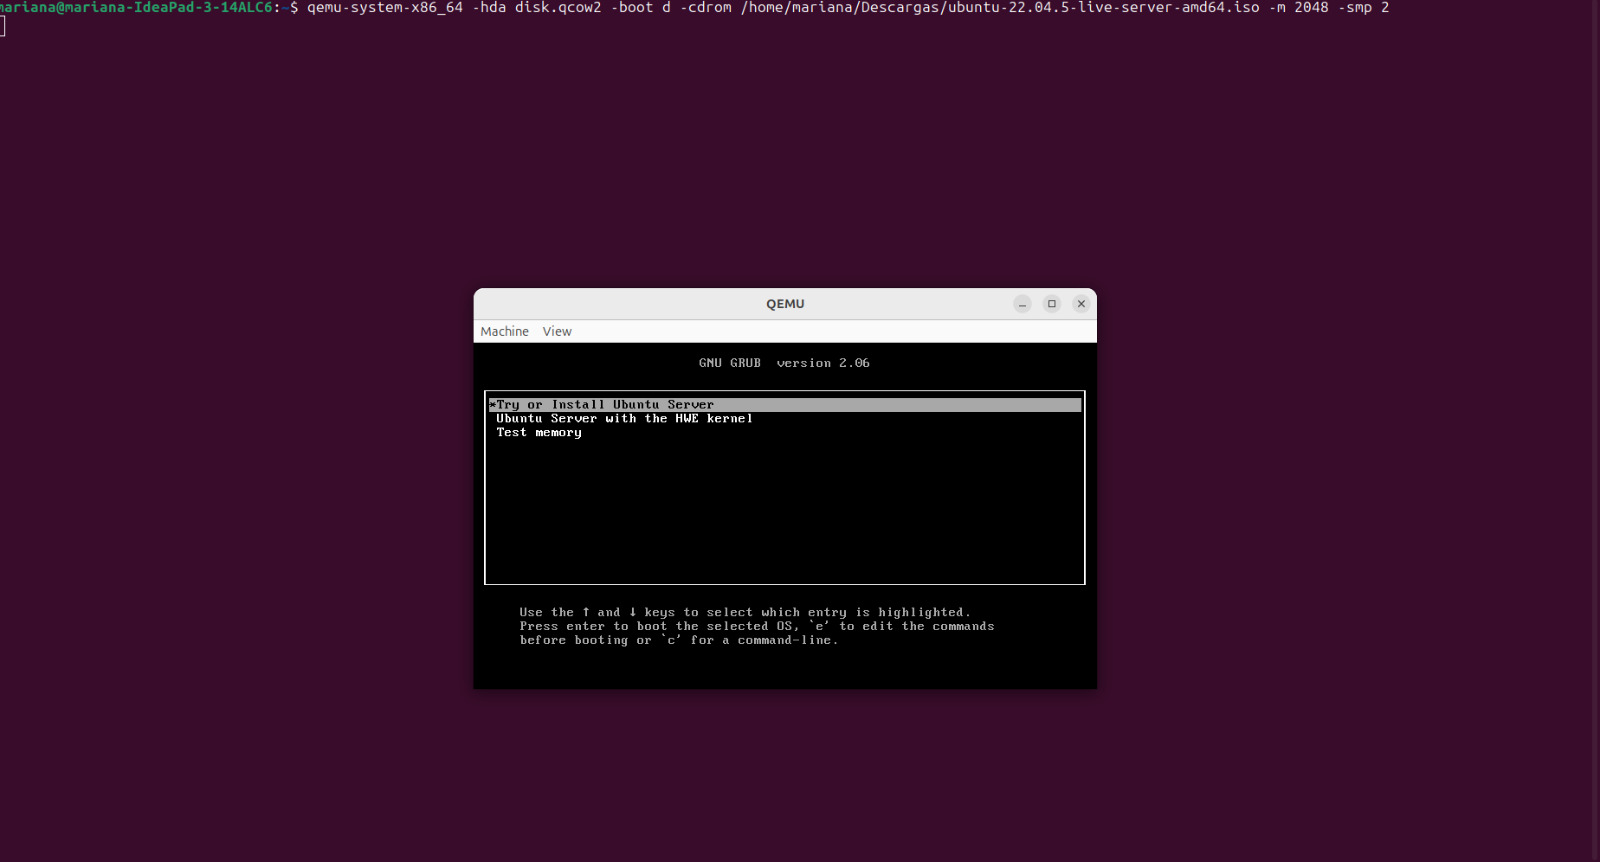 mariana@mariana-IdeaPad-3-14ALC6:~$ qemu-system-x86_64 -hda disk.qcow2 -boot d -cdrom /home/mariana/Descargas/ubuntu-22.04.5-live-server-amd64.iso -m 2048 -smp 2
QEMU
Machine View
GNU GRUB version 2.06
*Try or Install Ubuntu Server
Ubuntu Server with the HWE kernel
Test memory
Use the ↑ and ↓ keys to select which entry is highlighted.
Press enter to boot the selected OS, `e' to edit the commands
before booting or `c' for a command-line.